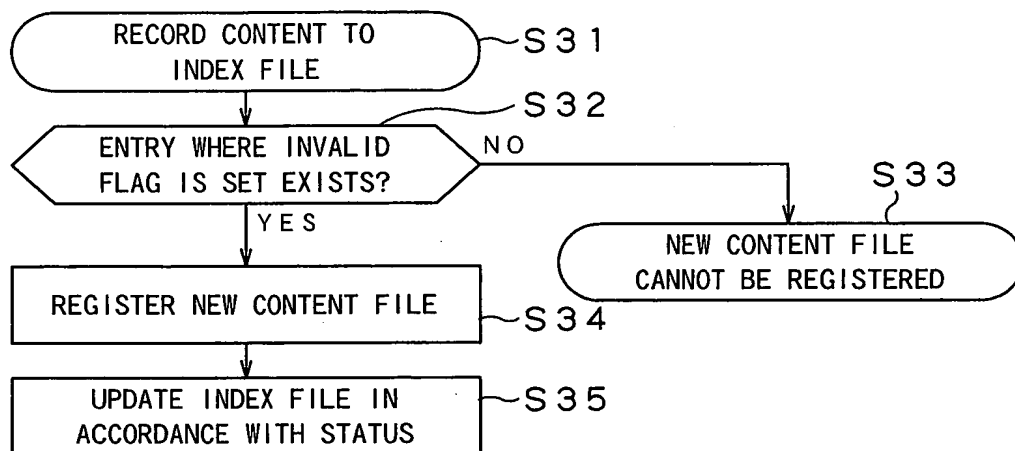 RECORD CONTENT TO
INDEX FILE
S31
S32
ENTRY WHERE INVALID
FLAG IS SET EXISTS?
NO
YES
S33
NEW CONTENT FILE
CANNOT BE REGISTERED
REGISTER NEW CONTENT FILE
S34
UPDATE INDEX FILE IN
ACCORDANCE WITH STATUS
S35